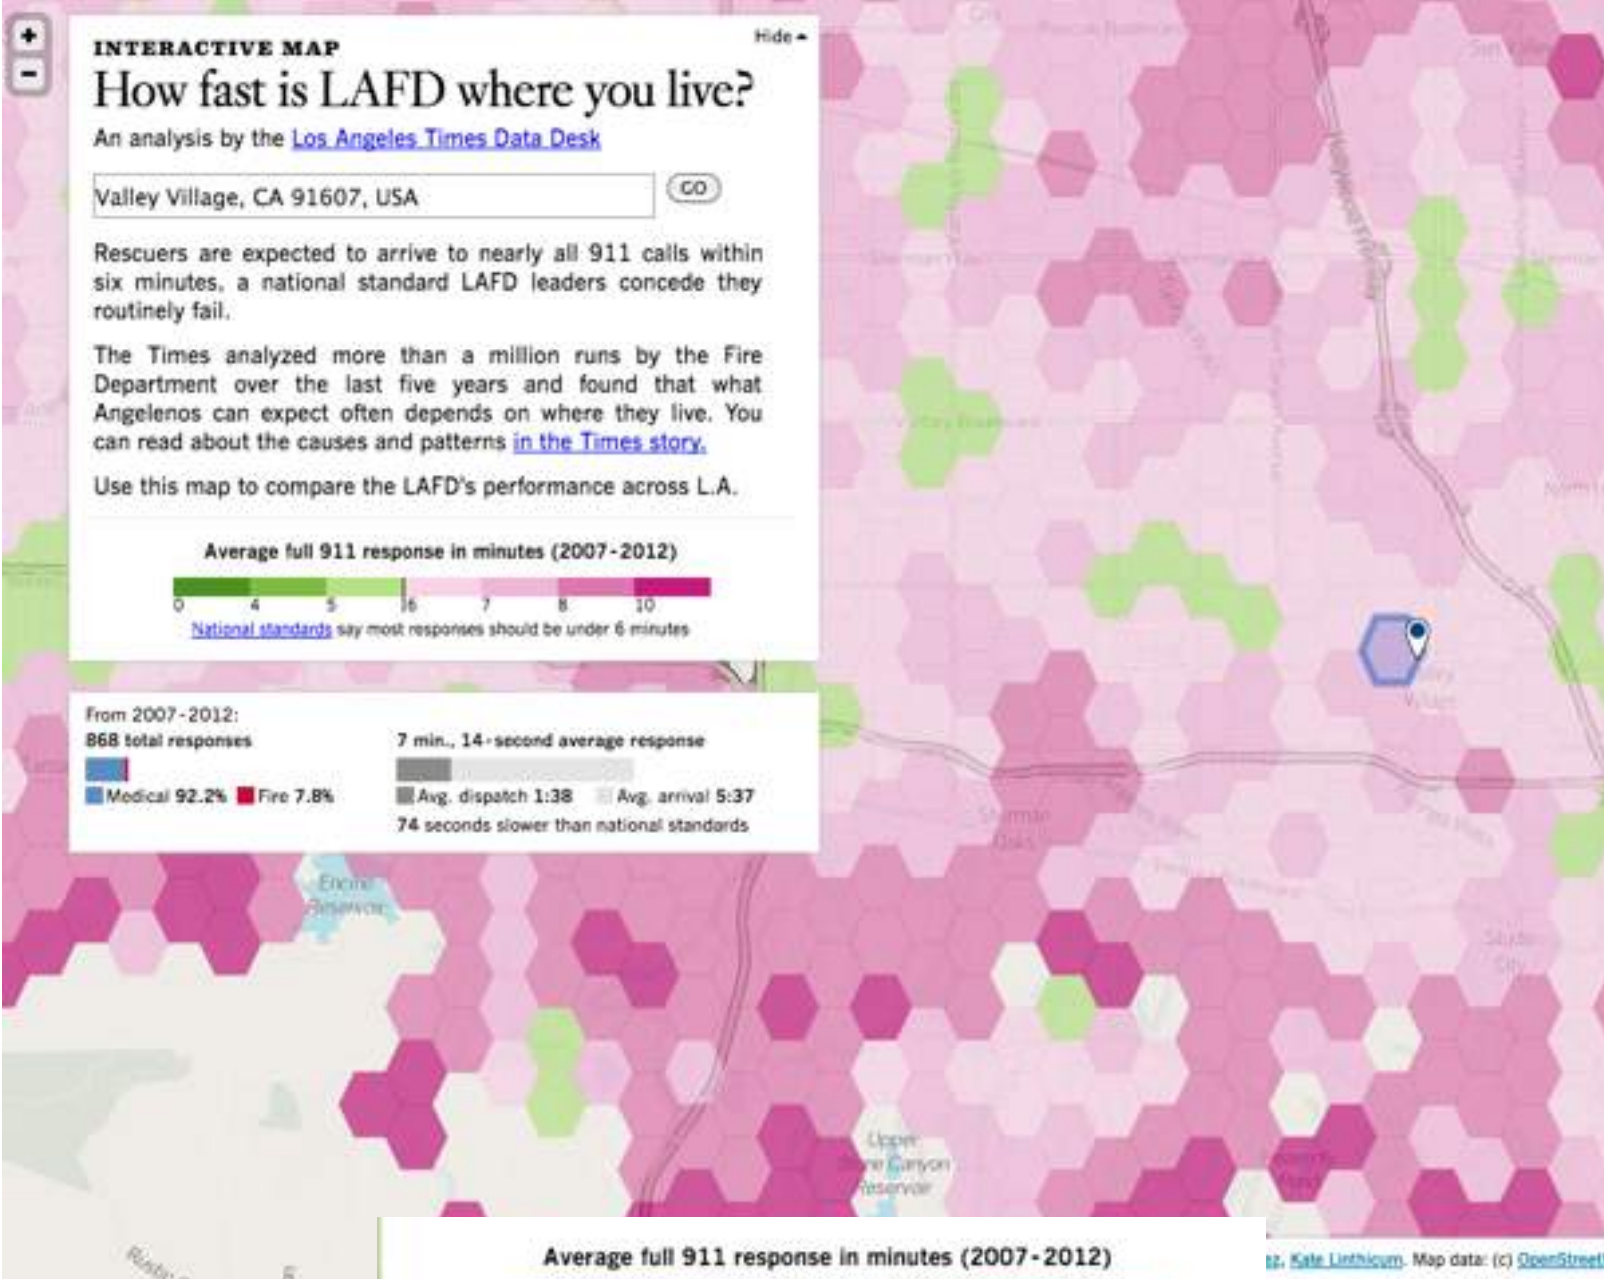 +
−
Hide
INTERACTIVE MAP
How fast is LAFD where you live?
An analysis by the Los Angeles Times Data Desk
Valley Village, CA 91607, USA
GO
Rescuers are expected to arrive to nearly all 911 calls within
six minutes, a national standard LAFD leaders concede they
routinely fail.
The Times analyzed more than a million runs by the Fire
Department over the last five years and found that what
Angelenos can expect often depends on where they live. You
can read about the causes and patterns in the Times story.
Use this map to compare the LAFD's performance across L.A.
Average full 911 response in minutes (2007-2012)
0 4 5 6 7 8 10
National standards say most responses should be under 6 minutes
From 2007-2012:
868 total responses
Medical 92.2% Fire 7.8%
7 min., 14-second average response
Avg. dispatch 1:38 Avg. arrival 5:37
74 seconds slower than national standards
Sherman
Oaks
Encino
Reservoir
Studio
City
Village
Upper
Canyon
Reservoir
Average full 911 response in minutes (2007-2012)
Kate Linthicum. Map data: (c) OpenStreet